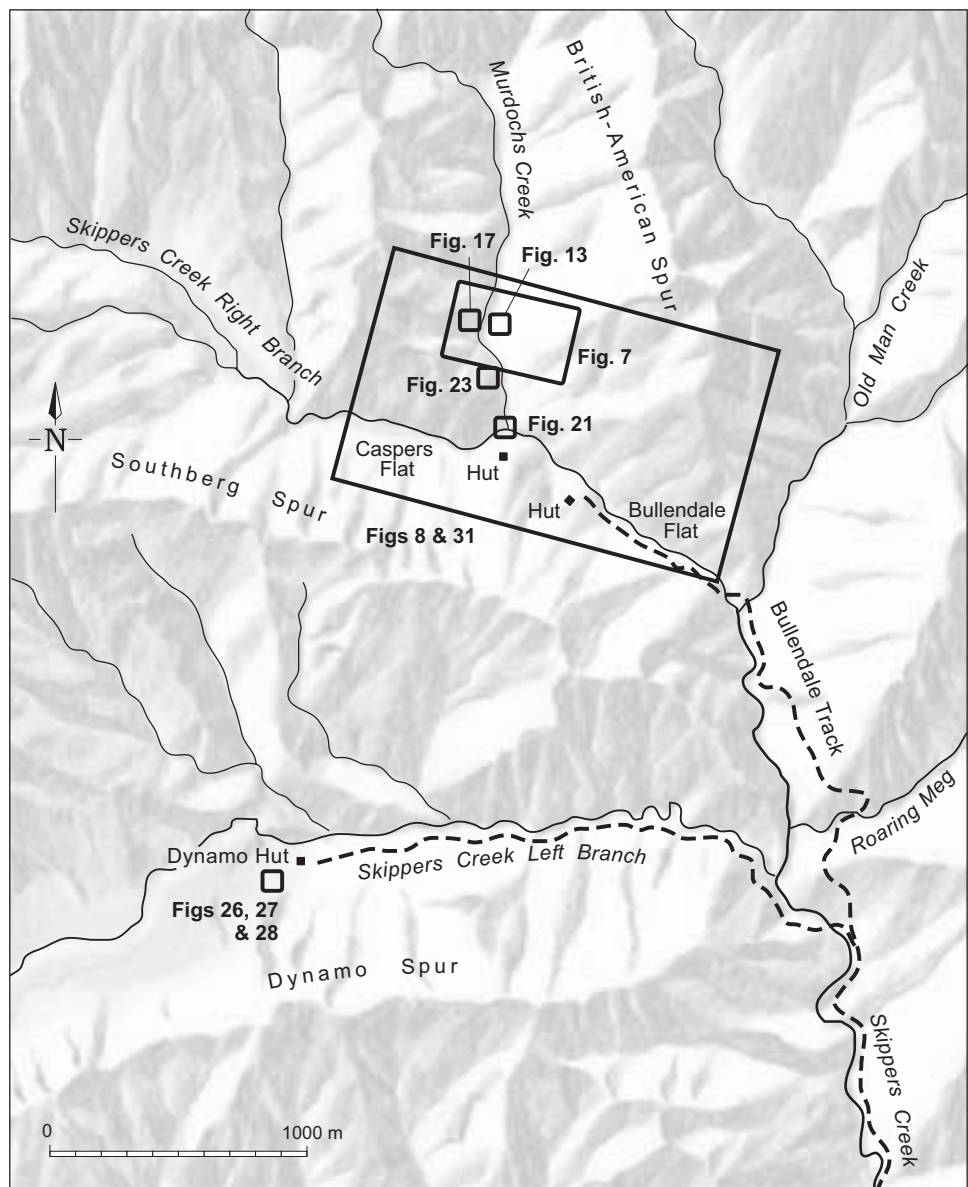 Murdochs Creek
British-American Spur
Skippers Creek Right Branch
Fig. 17
Fig. 13
Old Man Creek
Fig. 7
Fig. 23
Fig. 21
N
Caspers
Flat
Hut
Southberg Spur
Hut
Bullendale
Flat
Figs 8 & 31
Bullendale Track
Roaring Meg
Dynamo Hut
Skippers Creek Left Branch
Figs 26, 27
& 28
Dynamo Spur
Skippers Creek
0
1000 m